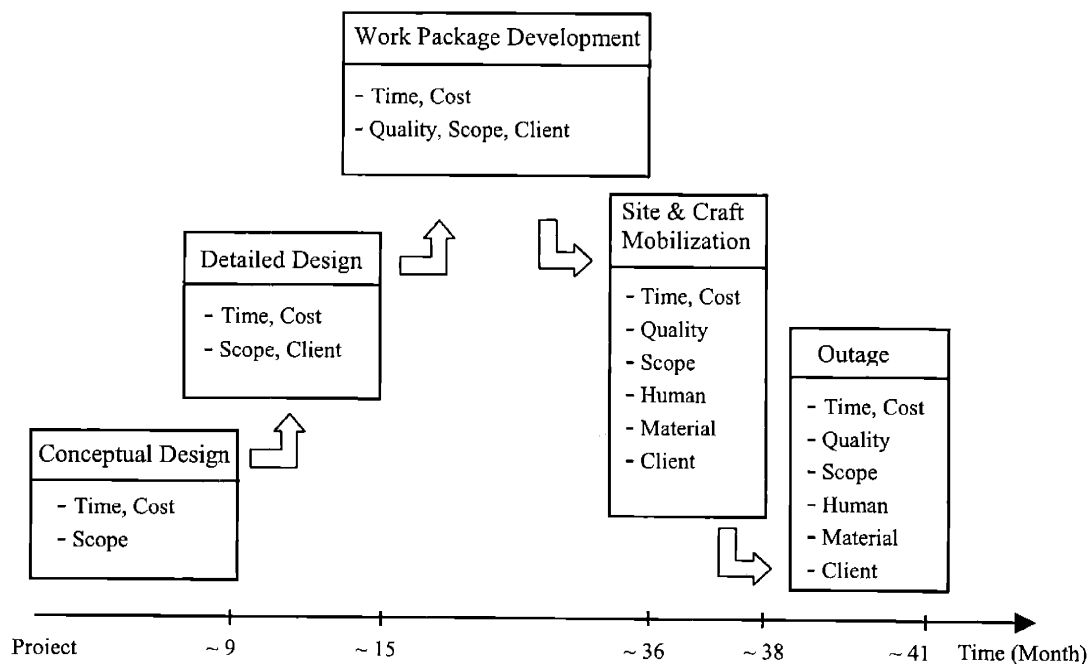 Work Package Development
- Time, Cost
- Quality, Scope, Client
Site & Craft
Mobilization
- Time, Cost
- Quality
- Scope
- Human
- Material
- Client
Detailed Design
- Time, Cost
- Scope, Client
Outage
- Time, Cost
- Quality
- Scope
- Human
- Material
- Client
Conceptual Design
- Time, Cost
- Scope
Project
~ 9
~ 15
~ 36
~ 38
~ 41
Time (Month)